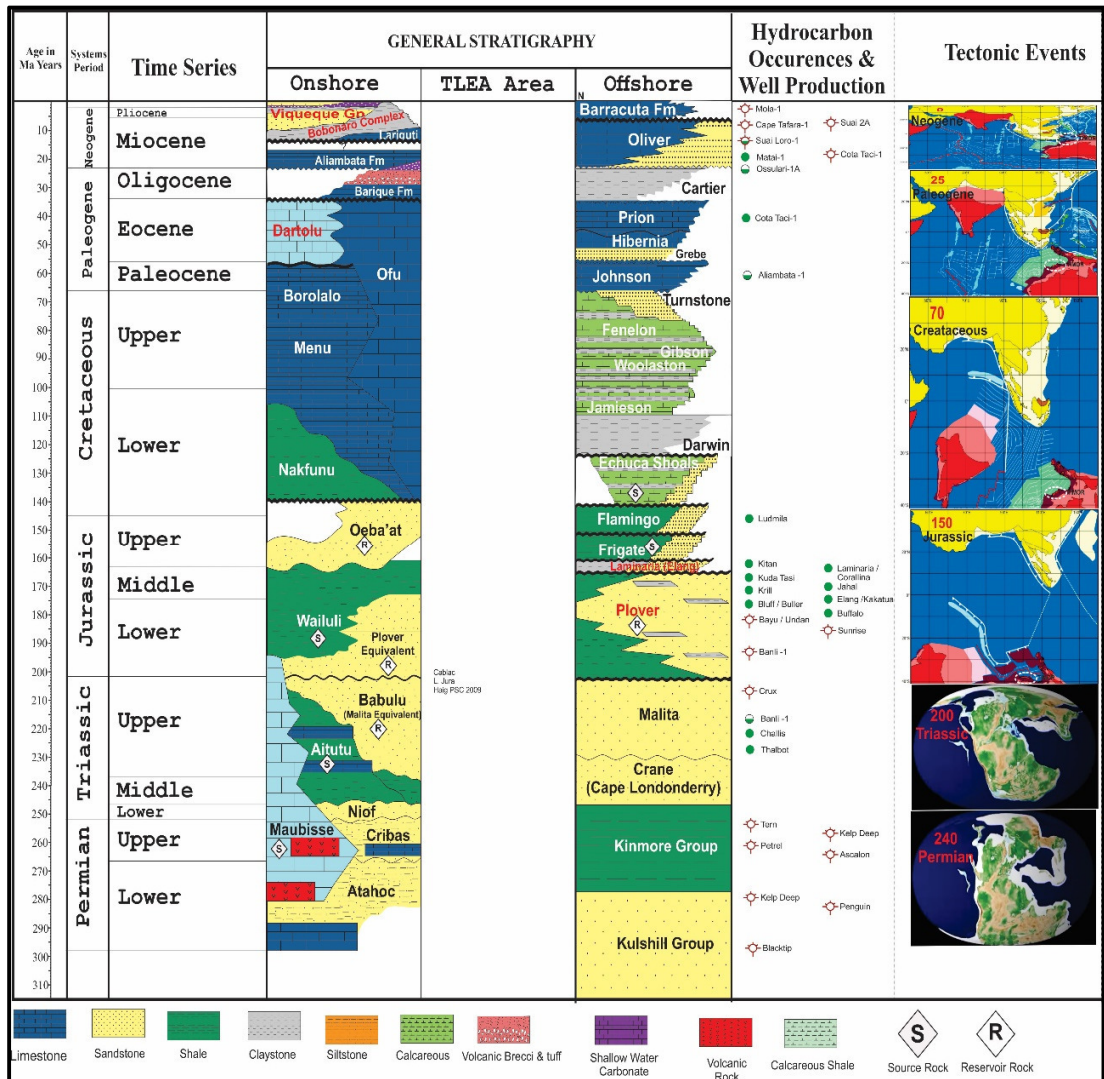 Age in
Ma Years
Systems
Period
Time Series
GENERAL STRATIGRAPHY
Onshore
TLEA Area
Offshore
N
Hydrocarbon
Occurences &
Well Production
Tectonic Events
10
20
30
40
50
60
70
80
90
100
110
120
130
140
150
160
170
180
190
200
210
220
230
240
250
260
270
280
290
300
310
Neogene
Paleogene
Cretaceous
Jurassic
Triassic
Permian
Pliocene
Miocene
Oligocene
Eocene
Paleocene
Upper
Lower
Upper
Middle
Lower
Upper
Middle
Lower
Upper
Lower
Viqueque Gp
Bobonaro Complex
Lariguti
Aliambata Fm
Barique Fm
Dartolu
Ofu
Borolalo
Menu
Nakfunu
Oeba'at
R
Wailuli
S
Plover
Equivalent
R
Babulu
(Malita Equivalent)
R
Aitutu
S
Niof
Maubisse
S
Cribas
Atahoc
Cabiac
L. Jura
Haig PSC 2009
Barracuta Fm
Oliver
Cartier
Prion
Hibernia
Grebe
Johnson
Turnstone
Fenelon
Gibson
Woolaston
Jamieson
Darwin
Echuca Shoals
S
Flamingo
Frigate
S
Laminaria (Elang)
Plover
R
Malita
Crane
(Cape Londonderry)
Kinmore Group
Kulshill Group
Mola-1
Cape Tafara-1
Suai 2A
Suai Loro-1
Matai-1
Cota Taci-1
Ossulari-1A
Cota Taci-1
Aliambata -1
Ludmila
Kitan
Laminaria /
Corallina
Kuda Tasi
Jahal
Krill
Elang /Kakatua
Bluff / Buller
Buffalo
Bayu / Undan
Sunrise
Banli -1
Crux
Banli -1
Challis
Thalbot
Tern
Kelp Deep
Petrel
Ascalon
Kelp Deep
Penguin
Blacktip
Neogene
25
Paleogene
70
Creataceous
150
Jurassic
200
Triassic
240
Permian
Limestone
Sandstone
Shale
Claystone
Siltstone
Calcareous
Volcanic Brecci & tuff
Shallow Water
Carbonate
Volcanic
Rock
Calcareous Shale
S
Source Rock
R
Reservoir Rock